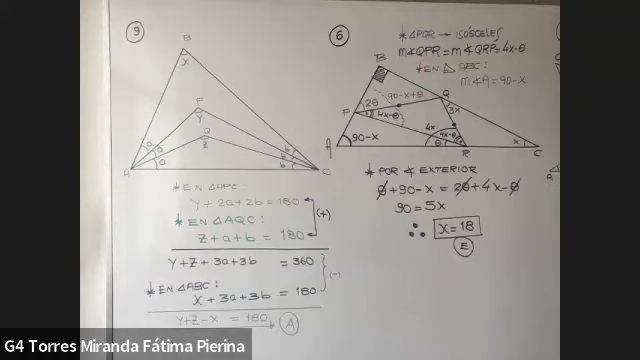 9
B
X
P
Y
Q
Z
a
a
a
b
b
b
A
C
* EN △APC:
Y + 2a + 2b = 180
(+)
* EN △AQC:
Z + a + b = 180
Y + Z + 3a + 3b = 360
(-)
* EN △ABC:
X + 3a + 3b = 180
Y + Z - X = 180
A
6
* △PQR → ISÓSCELES
m∢QPR = m∢QRP = 4x-θ
* EN △ ABC:
m∢A = 90-x
B
90-x+θ
Q
2θ
P
4x-θ
3x
4x
4x-θ
90-x
θ
x
A
R
C
* POR ∢ EXTERIOR
θ + 90 - x = 2θ + 4x - θ
90 = 5x
∴ X = 18
E
A
G4 Torres Miranda Fátima Pierina